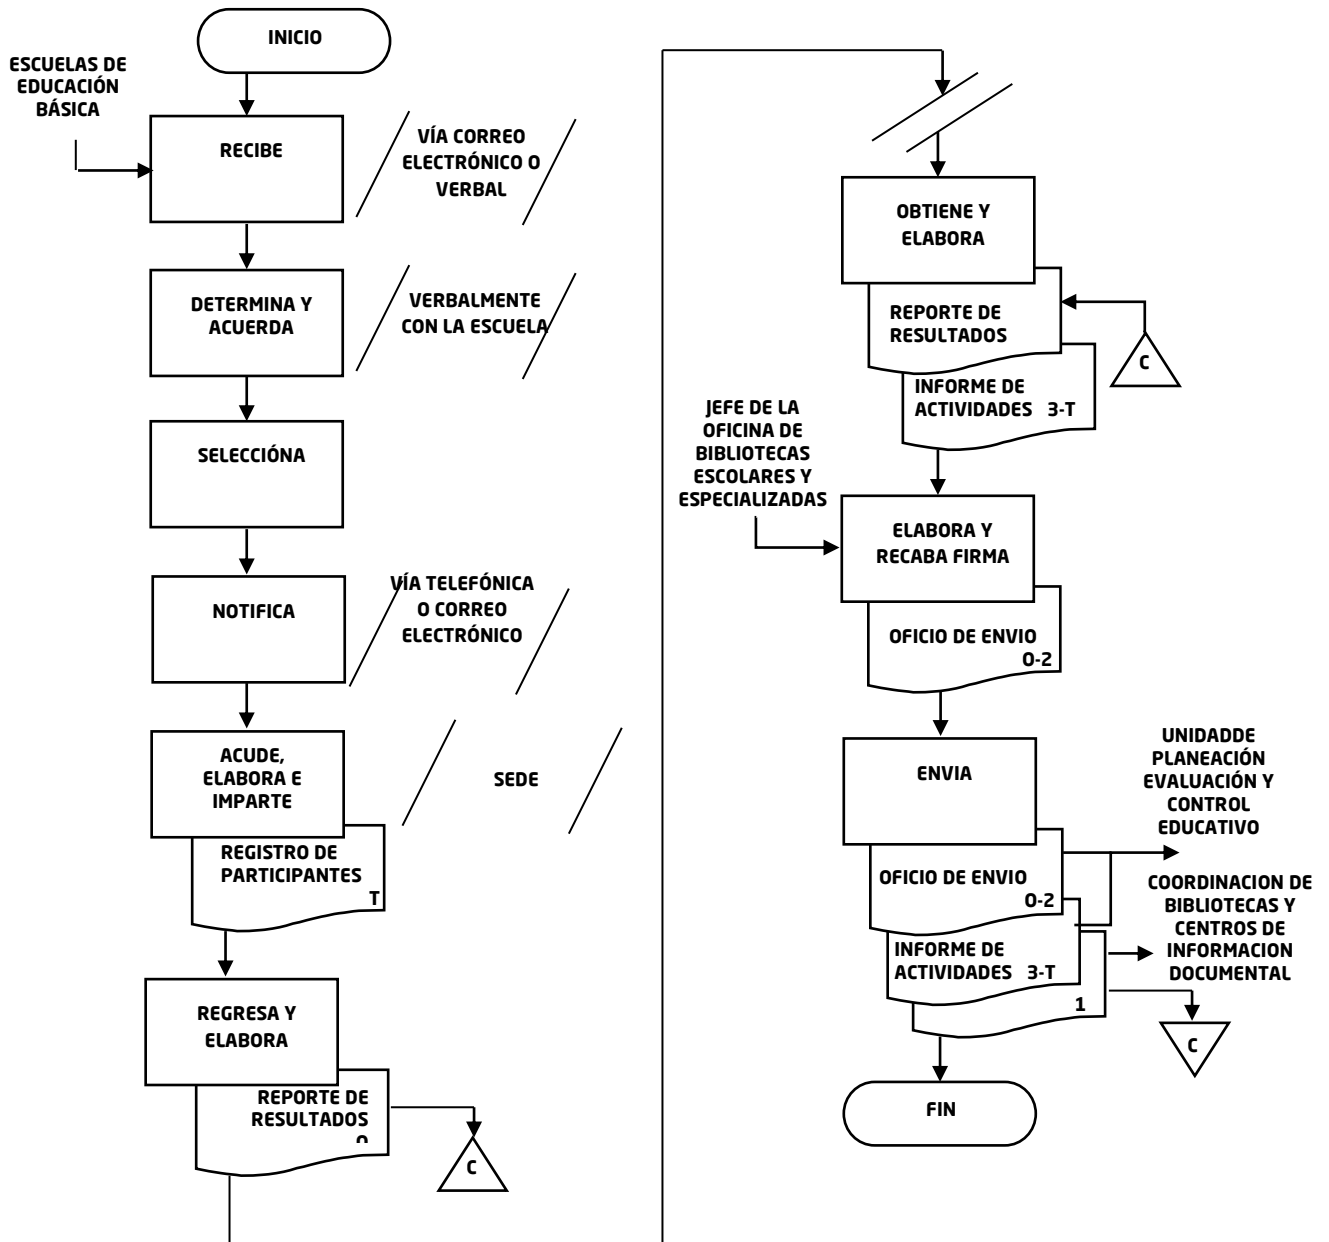 INICIO
ESCUELAS DE
EDUCACIÓN
BÁSICA
RECIBE
VÍA CORREO
ELECTRÓNICO O
VERBAL
DETERMINA Y
ACUERDA
VERBALMENTE
CON LA ESCUELA
SELECCIÓNA
NOTIFICA
VÍA TELEFÓNICA
O CORREO
ELECTRÓNICO
ACUDE,
ELABORA E
IMPARTE
SEDE
REGISTRO DE
PARTICIPANTES
T
REGRESA Y
ELABORA
REPORTE DE
RESULTADOS
C
OBTIENE Y
ELABORA
REPORTE DE
RESULTADOS
C
INFORME DE
ACTIVIDADES 3-T
JEFE DE LA
OFICINA DE
BIBLIOTECAS
ESCOLARES Y
ESPECIALIZADAS
ELABORA Y
RECABA FIRMA
OFICIO DE ENVIO
O-2
ENVIA
UNIDADDE
PLANEACIÓN
EVALUACIÓN Y
CONTROL
EDUCATIVO
OFICIO DE ENVIO
O-2
COORDINACION DE
BIBLIOTECAS Y
CENTROS DE
INFORMACION
DOCUMENTAL
INFORME DE
ACTIVIDADES 3-T
1
C
FIN